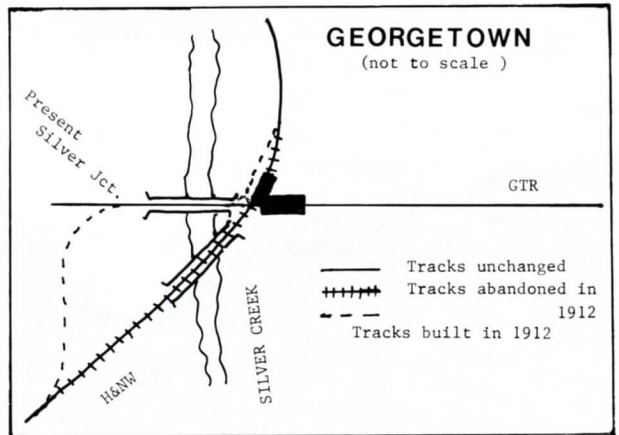 GEORGETOWN
(not to scale )
Present
Silver Jct.
GTR
Tracks unchanged
Tracks abandoned in
1912
Tracks built in 1912
SILVER CREEK
H&NW